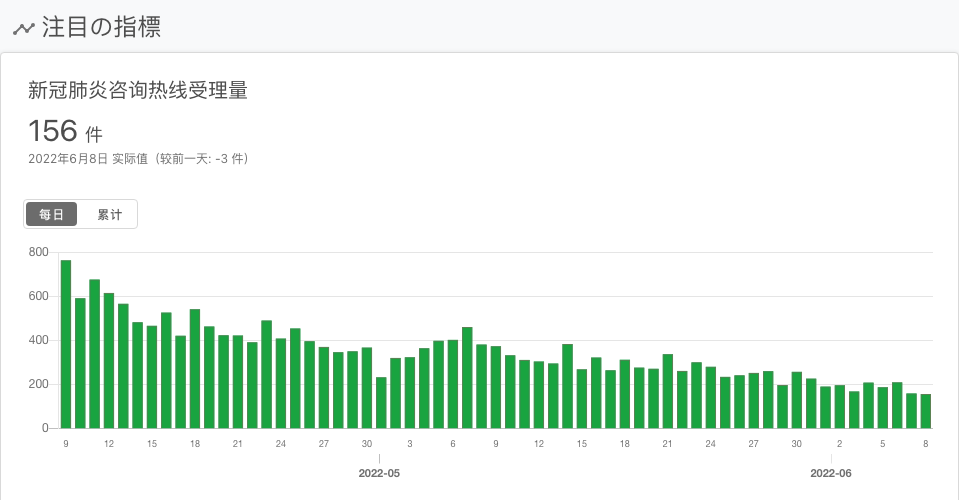 注目の指標
新冠肺炎咨询热线受理量
156 件
2022年6月8日 实际值（较前一天: -3 件）
每日 累计
800
600
400
200
0
9 12 15 18 21 24 27 30 3 6 9 12 15 18 21 24 27 30 2 5 8
2022-05 2022-06